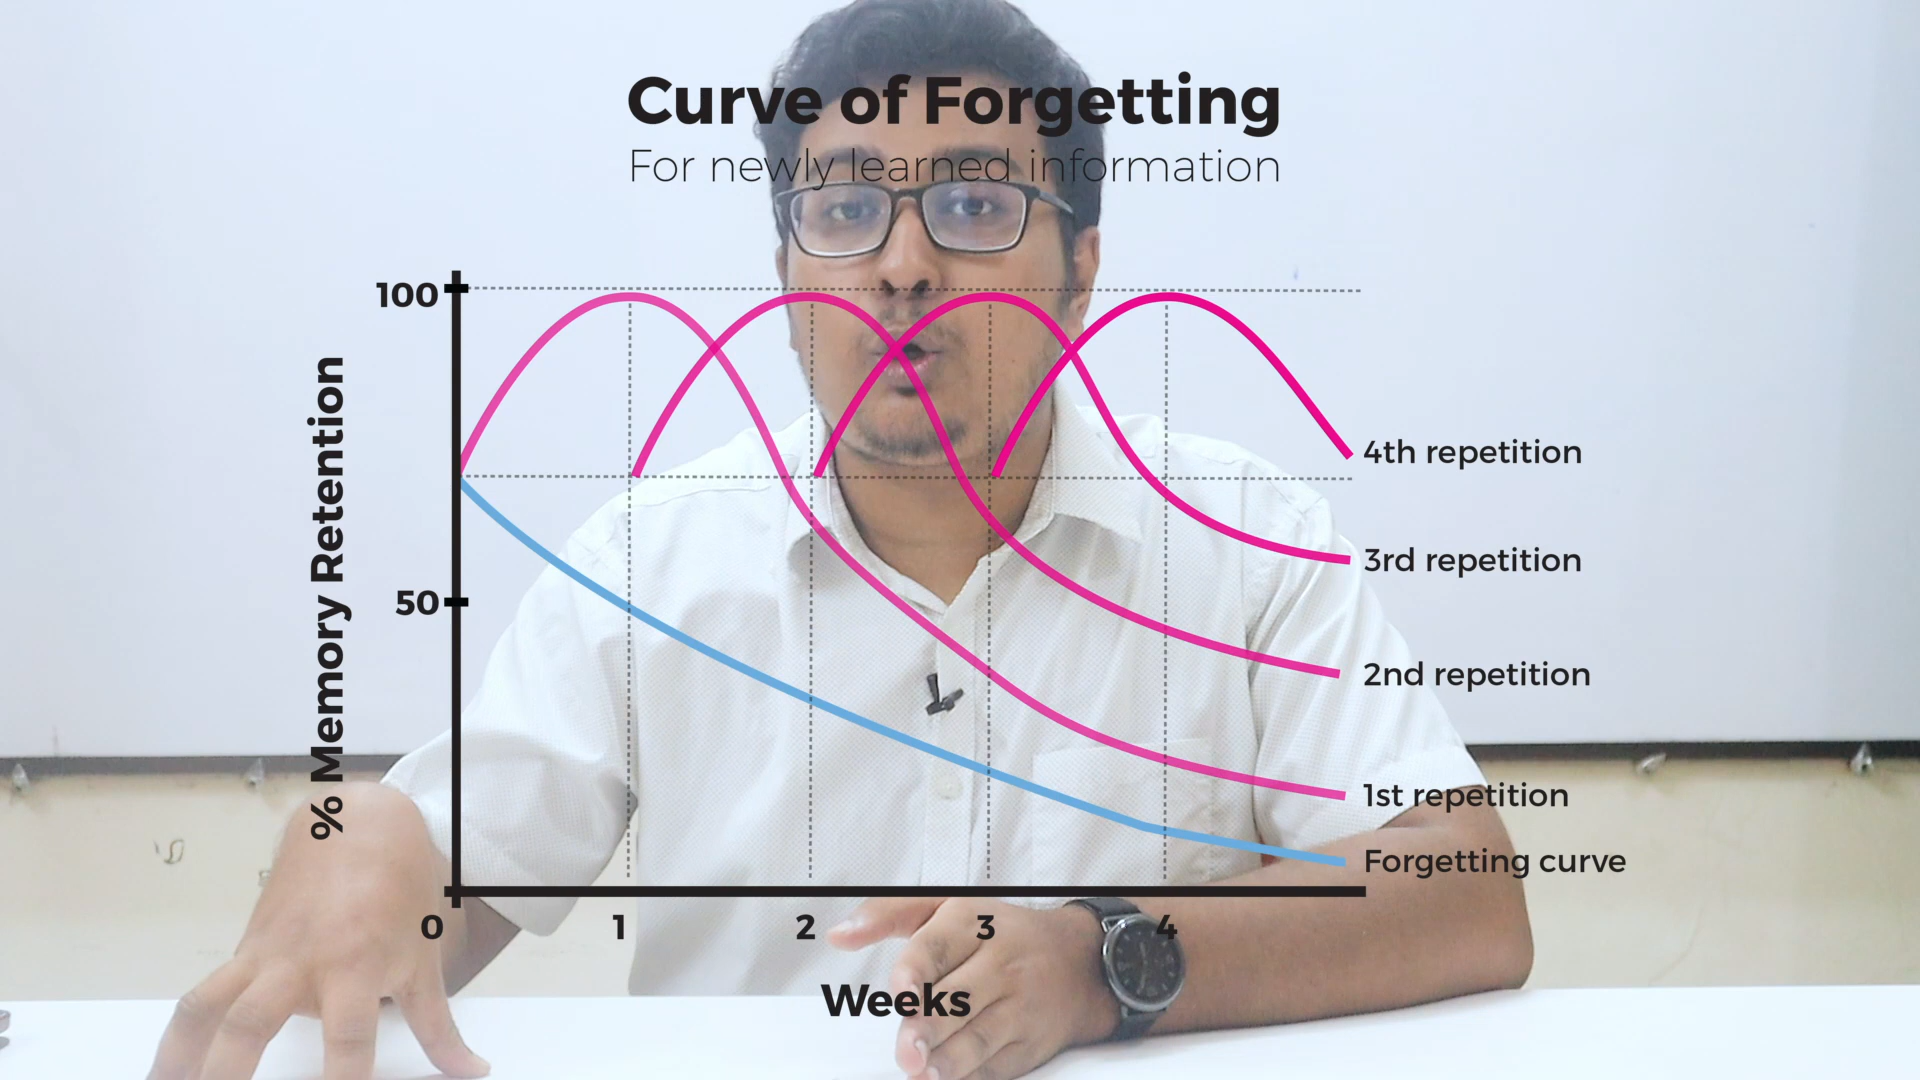 Curve of Forgetting
For newly learned information
100
50
0
% Memory Retention
1
2
3
4
Weeks
4th repetition
3rd repetition
2nd repetition
1st repetition
Forgetting curve